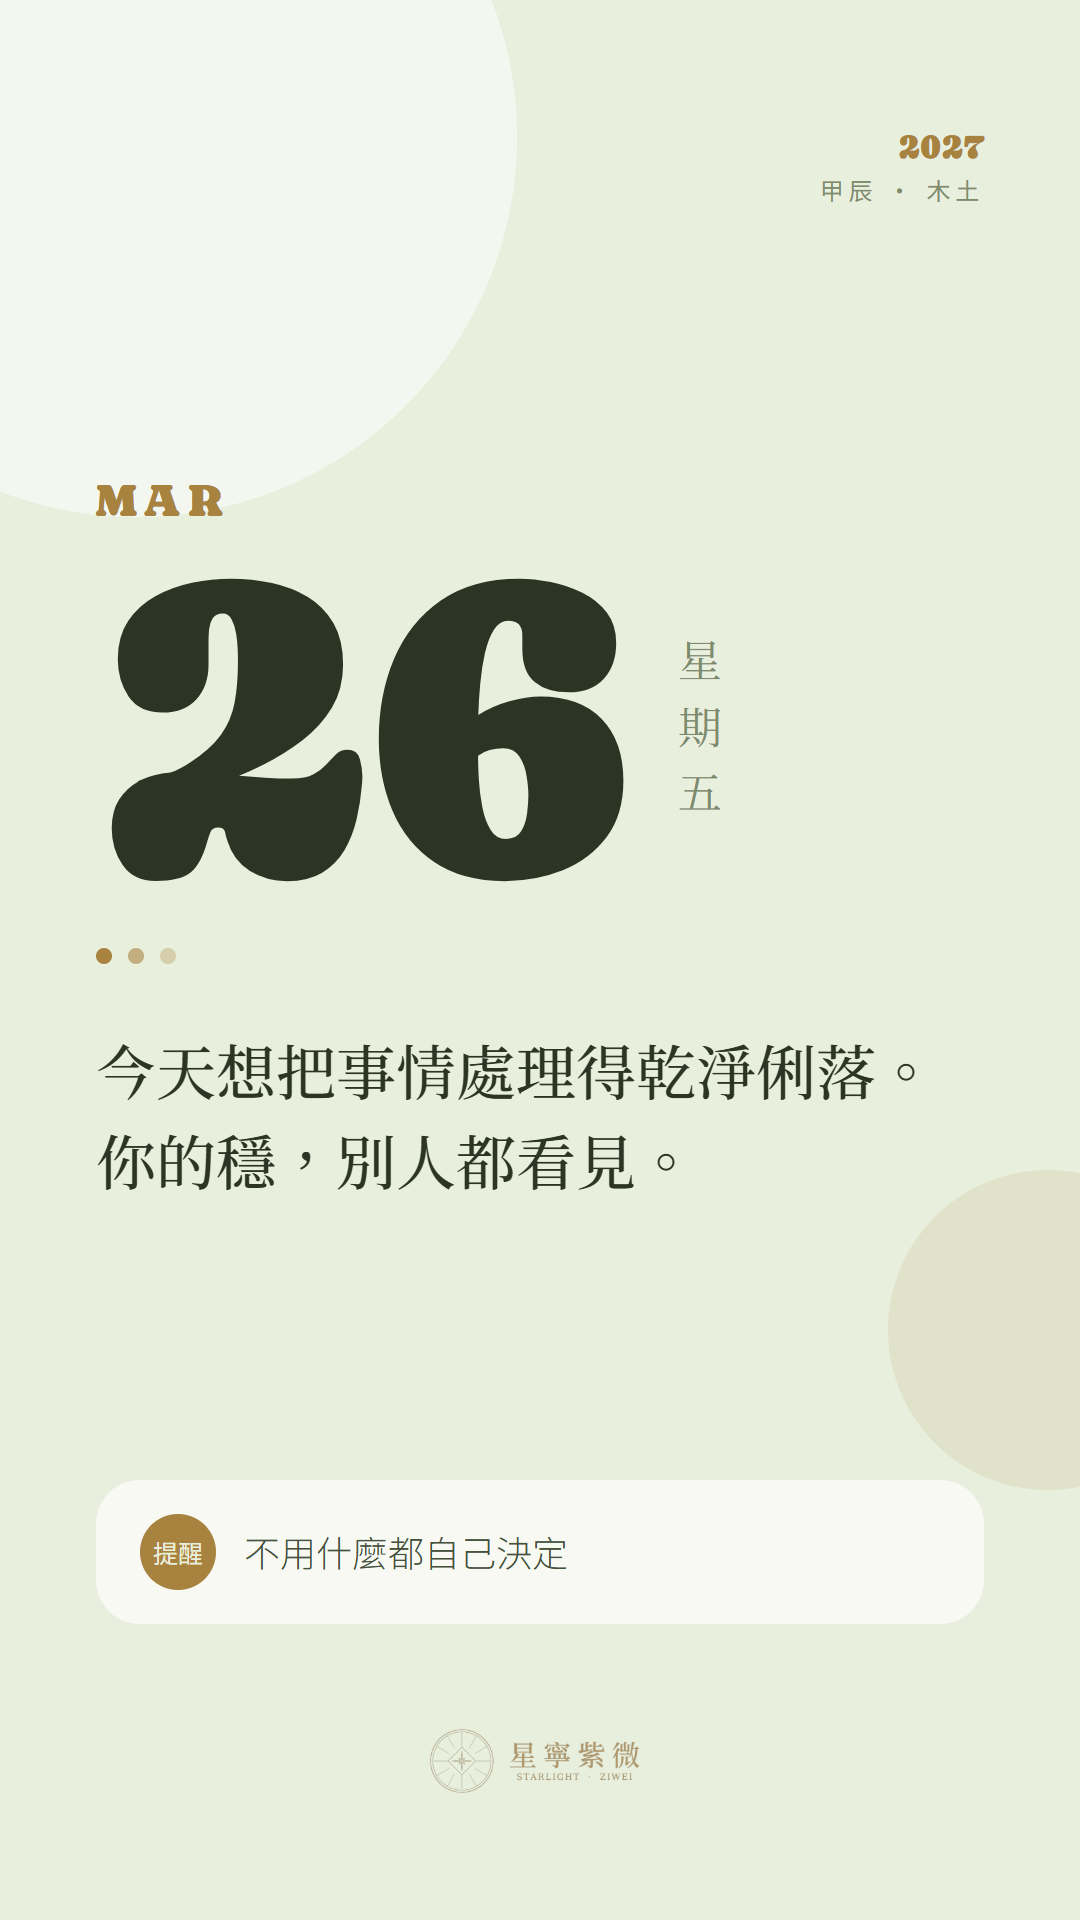 2027
甲辰 · 木土
MAR
26
星期五
今天想把事情處理得乾淨俐落。
你的穩，別人都看見。
提醒
不用什麼都自己決定
星寧紫微
STARLIGHT · ZIWEI